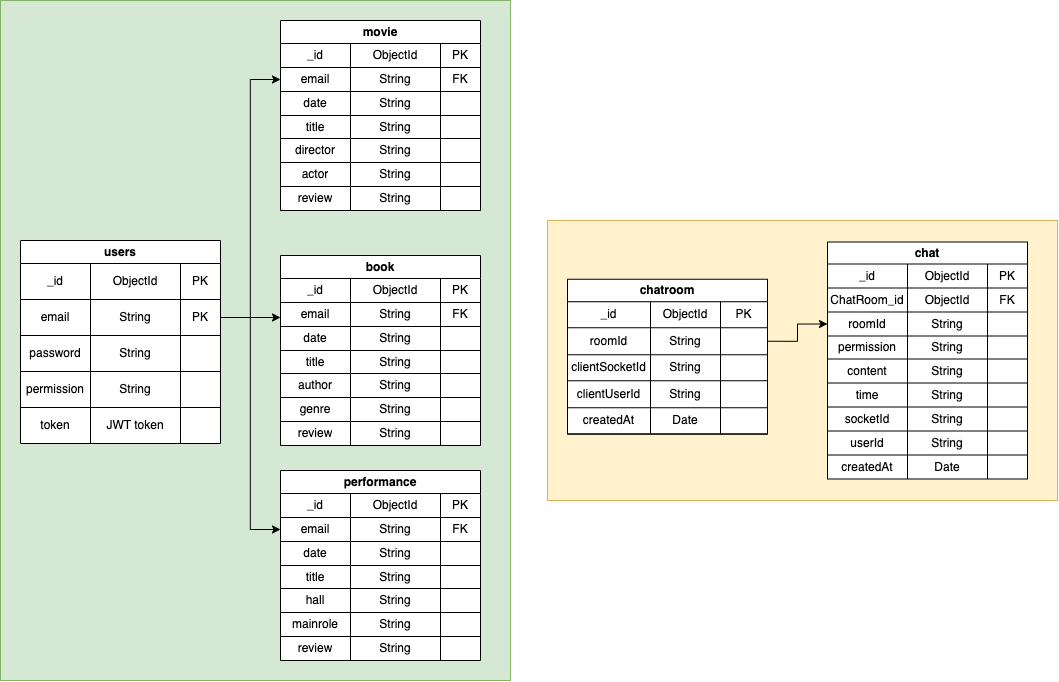 movie
_id ObjectId PK
email String FK
date String
title String
director String
actor String
review String
users
_id ObjectId PK
email String PK
password String
permission String
token JWT token
book
_id ObjectId PK
email String FK
date String
title String
author String
genre String
review String
performance
_id ObjectId PK
email String FK
date String
title String
hall String
mainrole String
review String
chatroom
_id ObjectId PK
roomId String
clientSocketId String
clientUserId String
createdAt Date
chat
_id ObjectId PK
ChatRoom_id ObjectId FK
roomId String
permission String
content String
time String
socketId String
userId String
createdAt Date